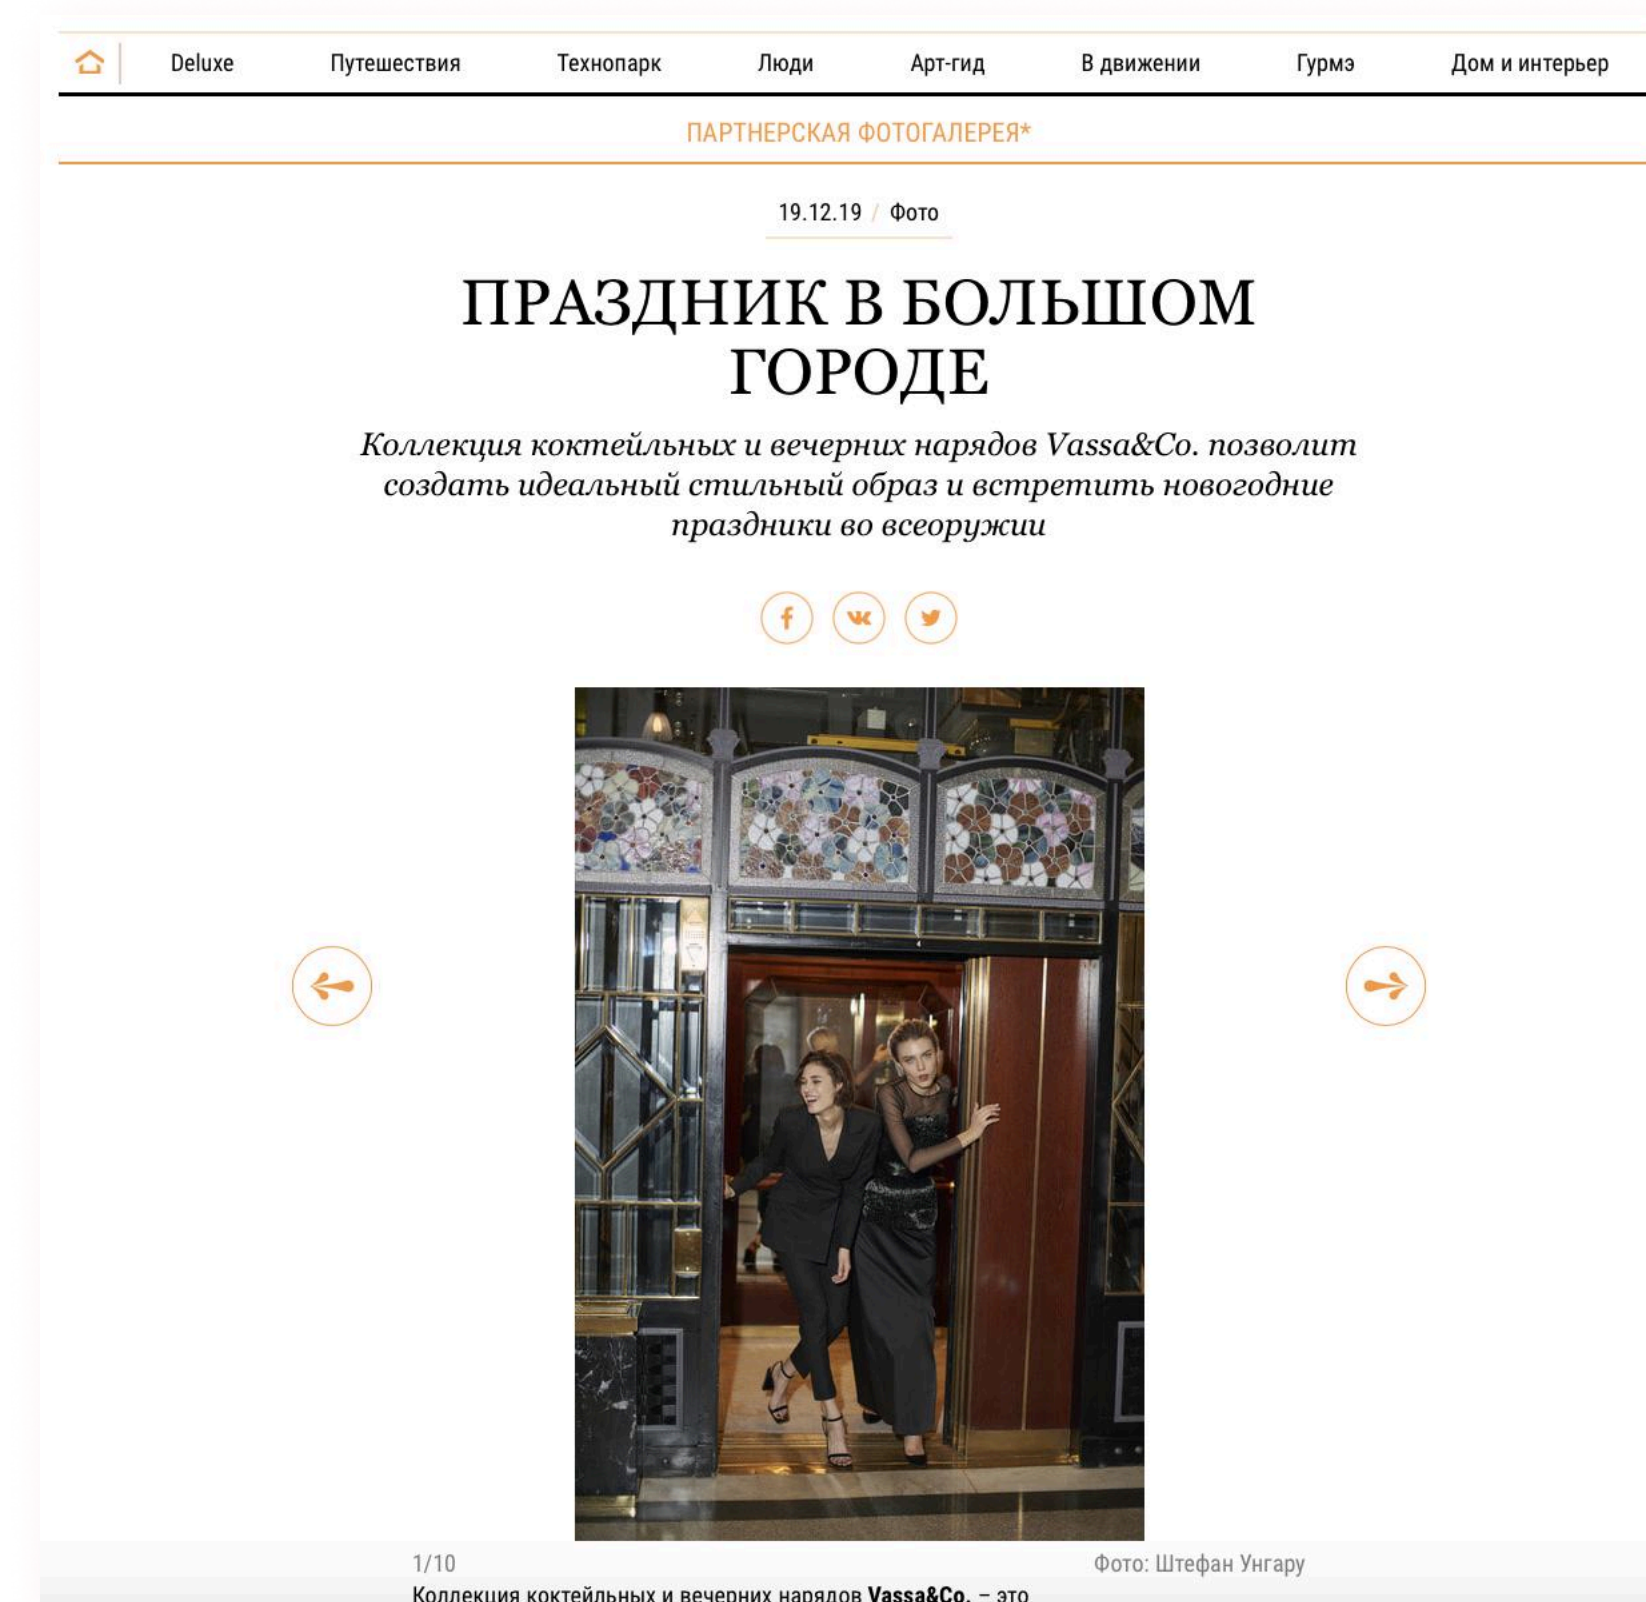 Deluxe Путешествия Технопарк Люди Арт-гид В движении Гурмэ Дом и интерьер
ПАРТНЕРСКАЯ ФОТОГАЛЕРЕЯ*
19.12.19 / Фото
ПРАЗДНИК В БОЛЬШОМ
ГОРОДЕ
Коллекция коктейльных и вечерних нарядов Vassa&Co. позволит
создать идеальный стильный образ и встретить новогодние
праздники во всеоружии
1/10 Фото: Штефан Унгару
Коллекция коктейльных и вечерних нарядов Vassa&Co. – это